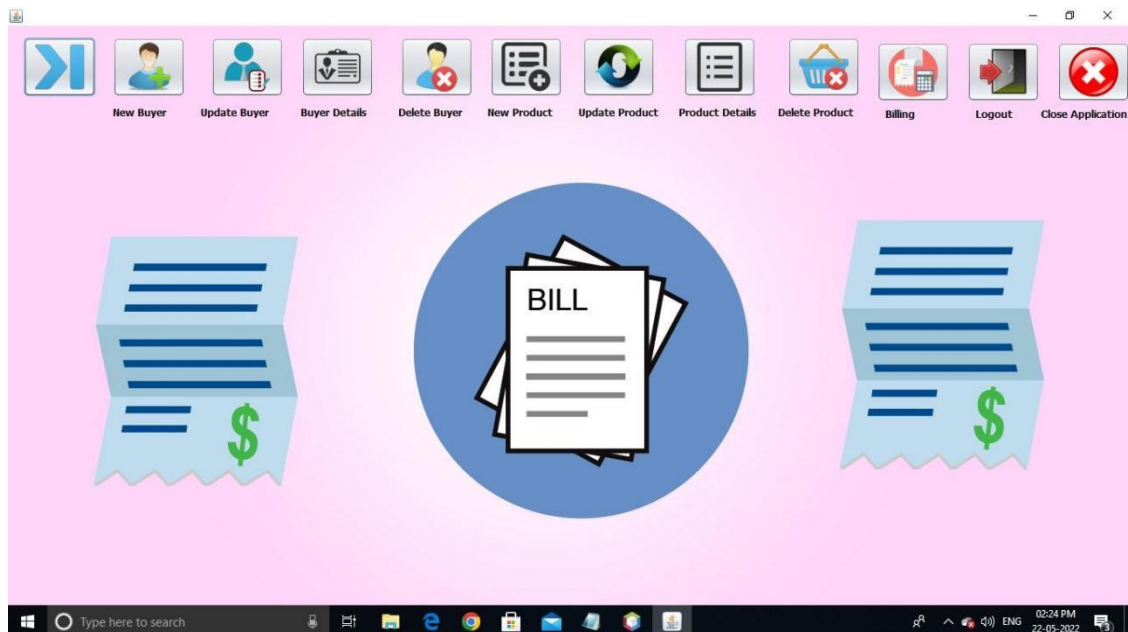 New Buyer
Update Buyer
Buyer Details
Delete Buyer
New Product
Update Product
Product Details
Delete Product
Billing
Logout
Close Application
BILL
$
$
Type here to search
ENG
02:24 PM
22-05-2022
3